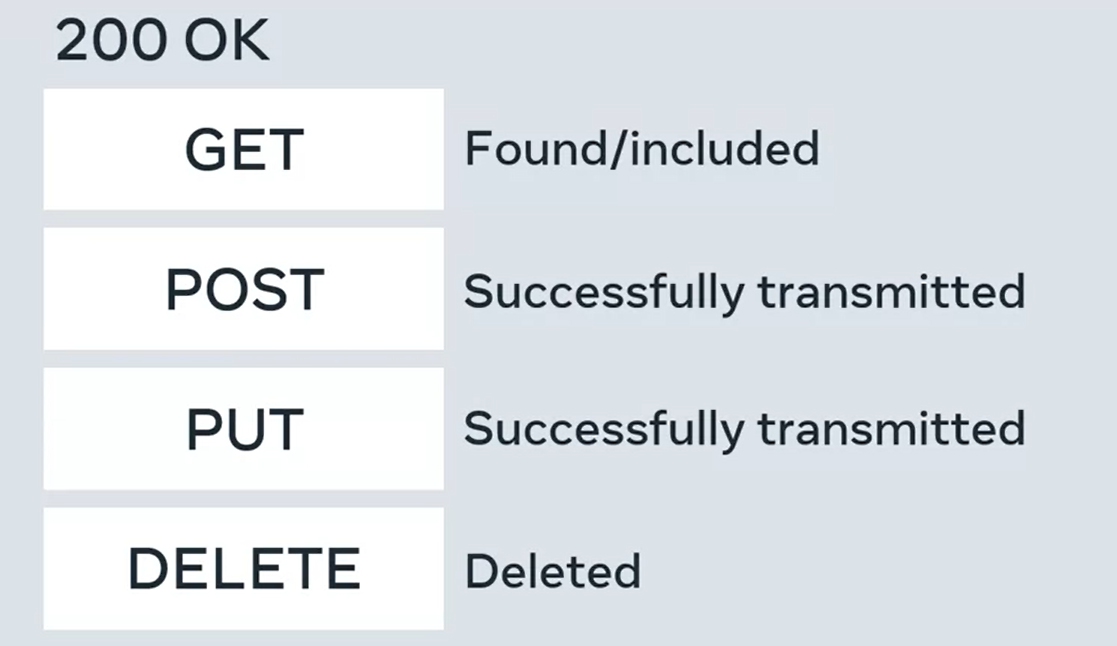 200 OK
GET Found/included
POST Successfully transmitted
PUT Successfully transmitted
DELETE Deleted